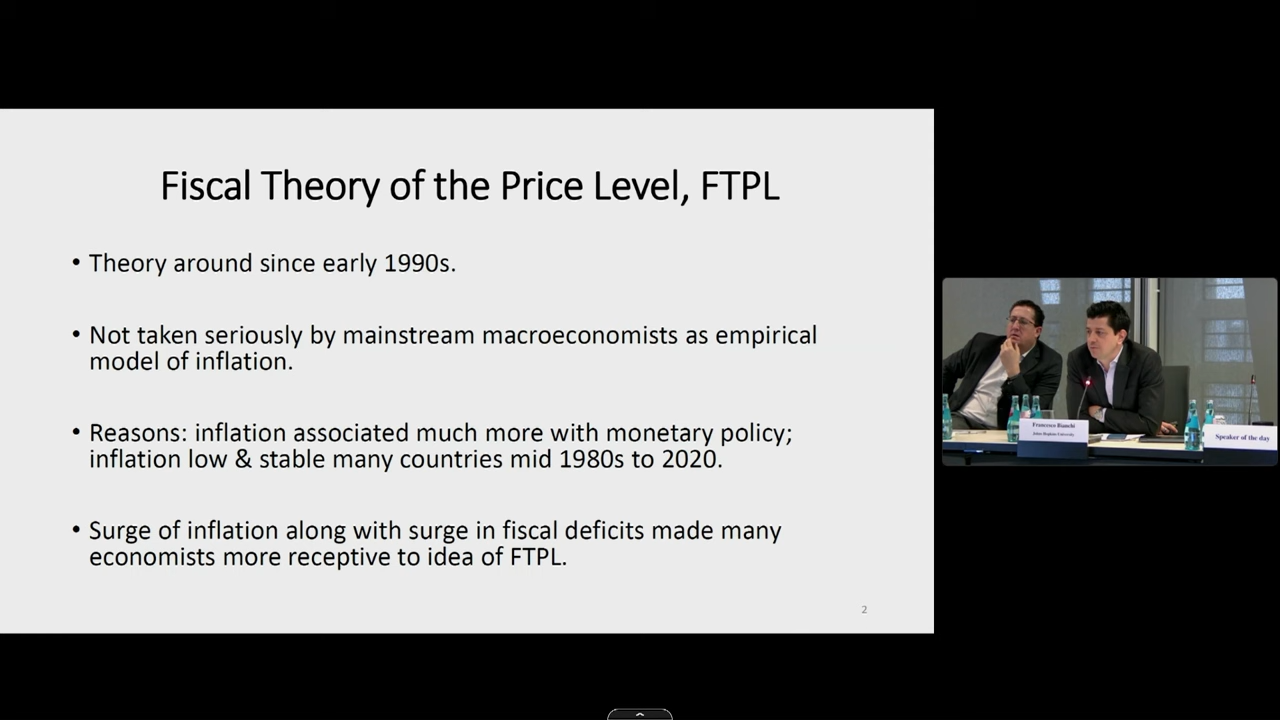 Fiscal Theory of the Price Level, FTPL
• Theory around since early 1990s.
• Not taken seriously by mainstream macroeconomists as empirical
model of inflation.
• Reasons: inflation associated much more with monetary policy;
inflation low & stable many countries mid 1980s to 2020.
• Surge of inflation along with surge in fiscal deficits made many
economists more receptive to idea of FTPL.
2
Francesco Bianchi
Johns Hopkins University
Speaker of the day